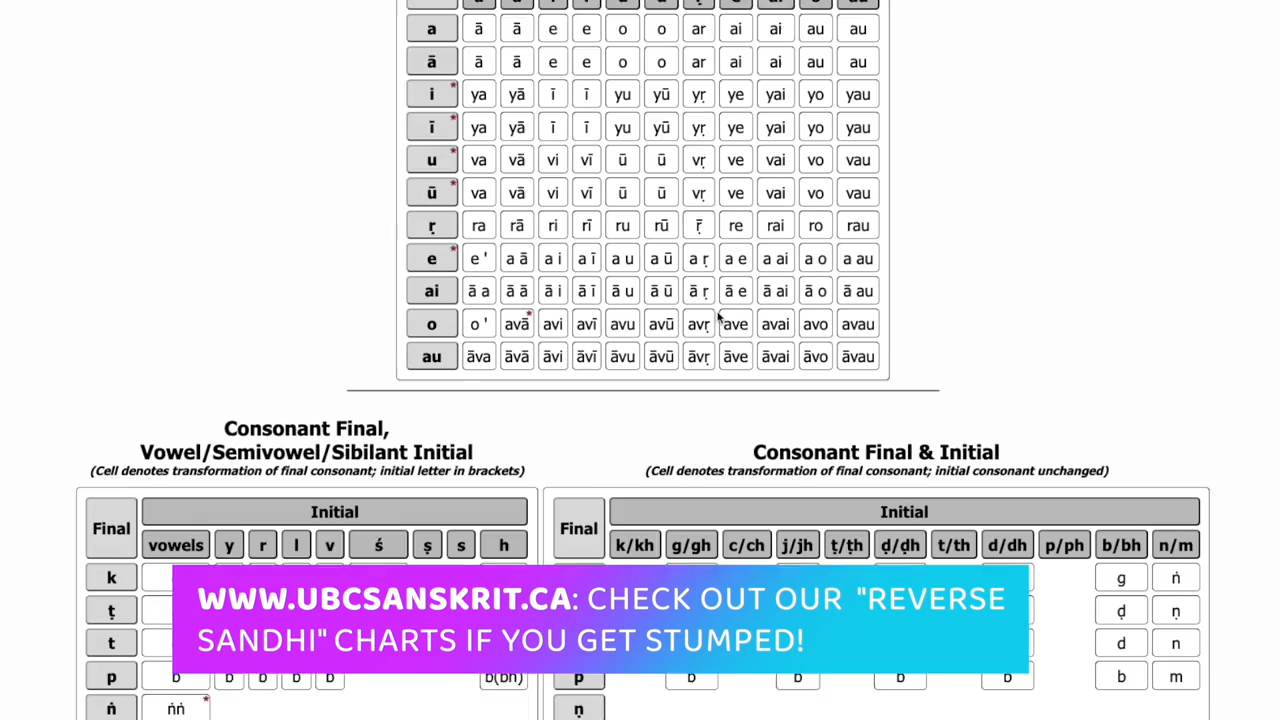 a ā ā e e o o ar ai ai au au
ā ā ā e e o o ar ai ai au au
i* ya yā ī ī yu yū yṛ ye yai yo yau
ī* ya yā ī ī yu yū yṛ ye yai yo yau
u* va vā vi vī ū ū vṛ ve vai vo vau
ū* va vā vi vī ū ū vṛ ve vai vo vau
ṛ ra rā ri rī ru rū ṝ re rai ro rau
e* e ' a ā a i a ī a u a ū a ṛ a e a ai a o a au
ai ā a ā ā ā i ā ī ā u ā ū ā ṛ ā e ā ai ā o ā au
o o ' avā* avi avī avu avū avṛ ave avai avo avau
au āva āvā āvi āvī āvu āvū āvṛ āve āvai āvo āvau
Consonant Final,
Vowel/Semivowel/Sibilant Initial
(Cell denotes transformation of final consonant; initial letter in brackets)
Final Initial
vowels y r l v ś ṣ s h
k
ṭ
t
p b b b b b b(bh)
ṅ ṅṅ*
Consonant Final & Initial
(Cell denotes transformation of final consonant; initial consonant unchanged)
Final Initial
k/kh g/gh c/ch j/jh ṭ/ṭh ḍ/ḍh t/th d/dh p/ph b/bh n/m
g ṅ
ḍ ṇ
d n
p b b b b b m
ṇ
WWW.UBCSANSKRIT.CA: CHECK OUT OUR "REVERSE
SANDHI" CHARTS IF YOU GET STUMPED!